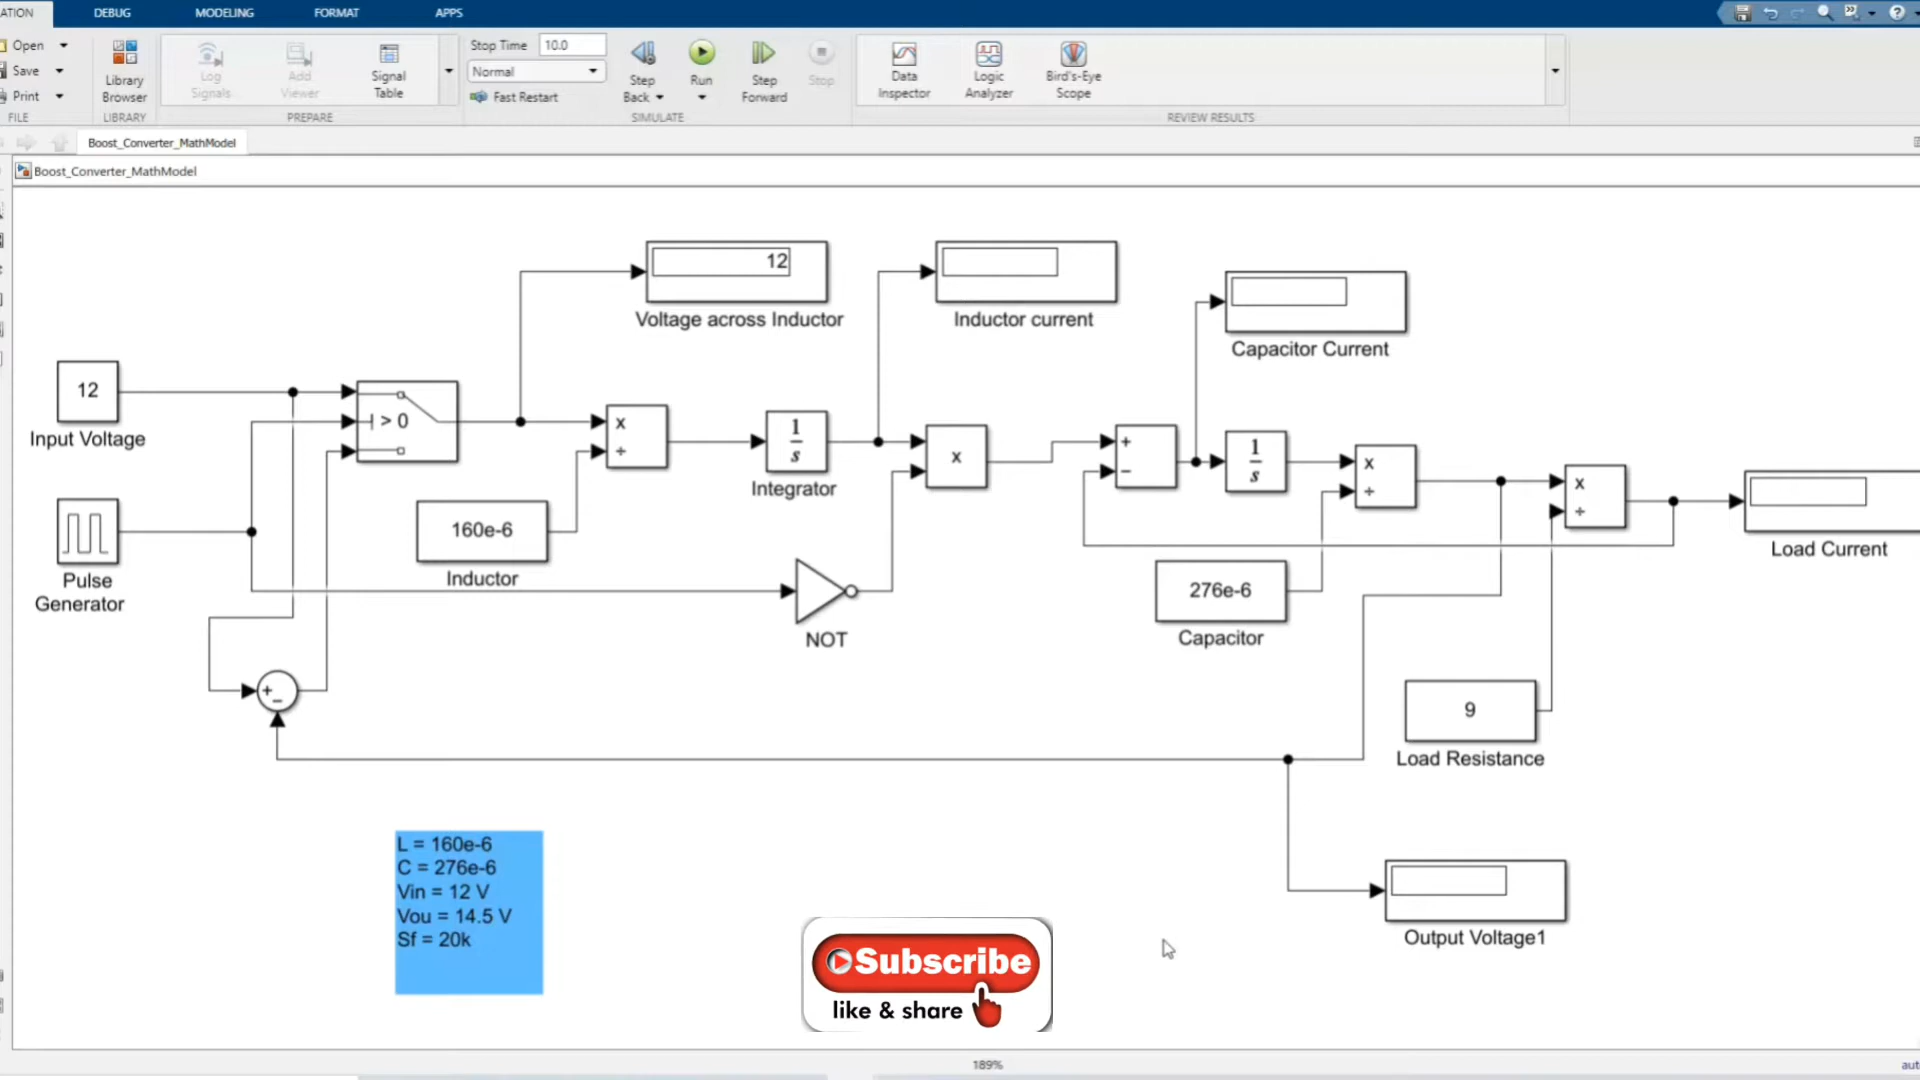 ATION DEBUG MODELING FORMAT APPS
Open
Save
Print
FILE
Library
Browser
LIBRARY
Log
Signals
Add
Viewer
Signal
Table
PREPARE
Stop Time 10.0
Normal
Fast Restart
Step
Back
Run
Step
Forward
Stop
SIMULATE
Data
Inspector
Logic
Analyzer
Bird's-Eye
Scope
REVIEW RESULTS
Boost_Converter_MathModel
Boost_Converter_MathModel
12
Voltage across Inductor
Inductor current
Capacitor Current
12
Input Voltage
> 0
x
÷
1
s
Integrator
x
+
−
1
s
x
÷
x
÷
Load Current
160e-6
Inductor
Pulse
Generator
NOT
276e-6
Capacitor
+
−
9
Load Resistance
L = 160e-6
C = 276e-6
Vin = 12 V
Vou = 14.5 V
Sf = 20k
Output Voltage1
Subscribe
like & share
189%